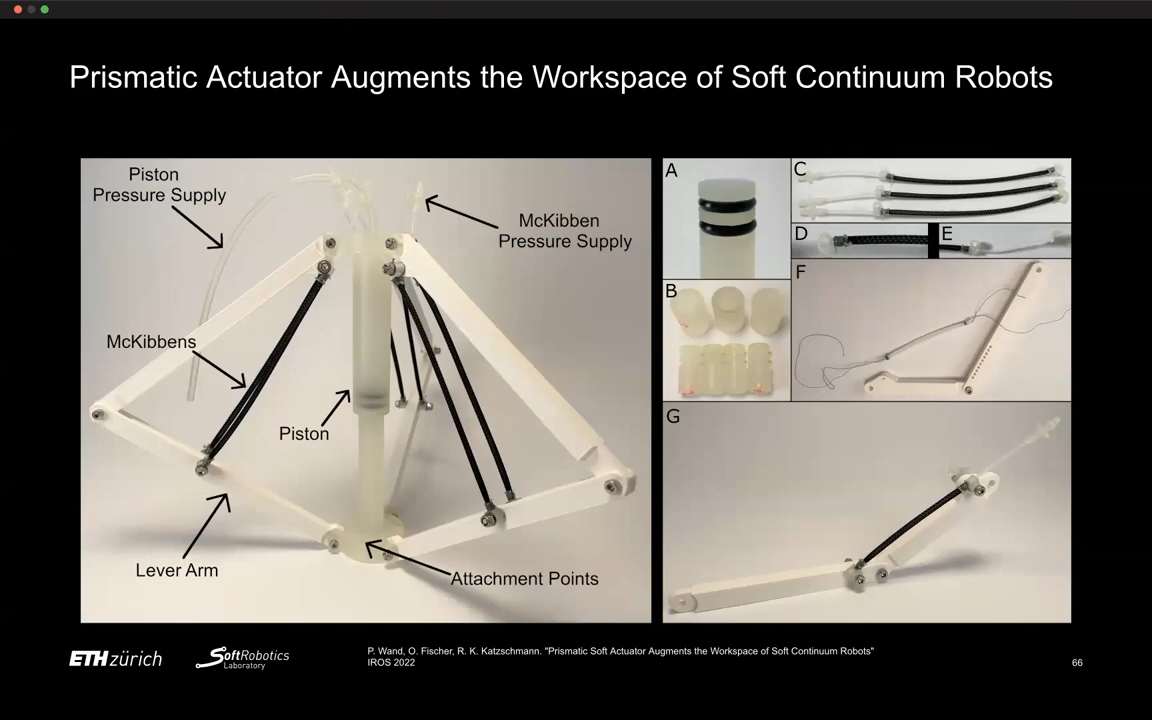 Prismatic Actuator Augments the Workspace of Soft Continuum Robots
Piston
Pressure Supply
McKibben
Pressure Supply
McKibbens
Piston
Lever Arm
Attachment Points
A
B
C
D
E
F
G
ETH zürich
SoftRobotics
Laboratory
P. Wand, O. Fischer, R. K. Katzschmann. "Prismatic Soft Actuator Augments the Workspace of Soft Continuum Robots"
IROS 2022
66